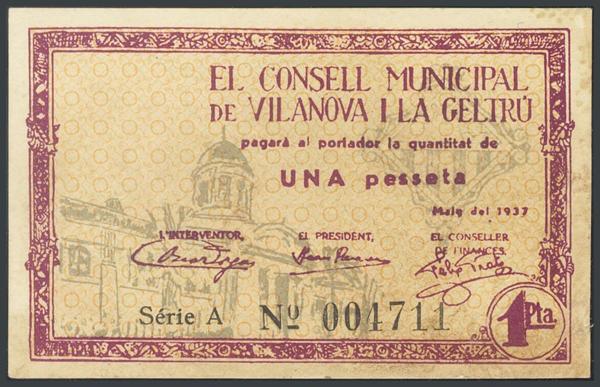 EL CONSELL MUNICIPAL
DE VILANOVA I LA GELTRÚ
pagarà al portador la quantitat de
UNA pesseta
Maig del 1937
L'INTERVENTOR, EL PRESIDENT, EL CONSELLER
DE FINANCES,
Série A Nº 004711
1 Pta.